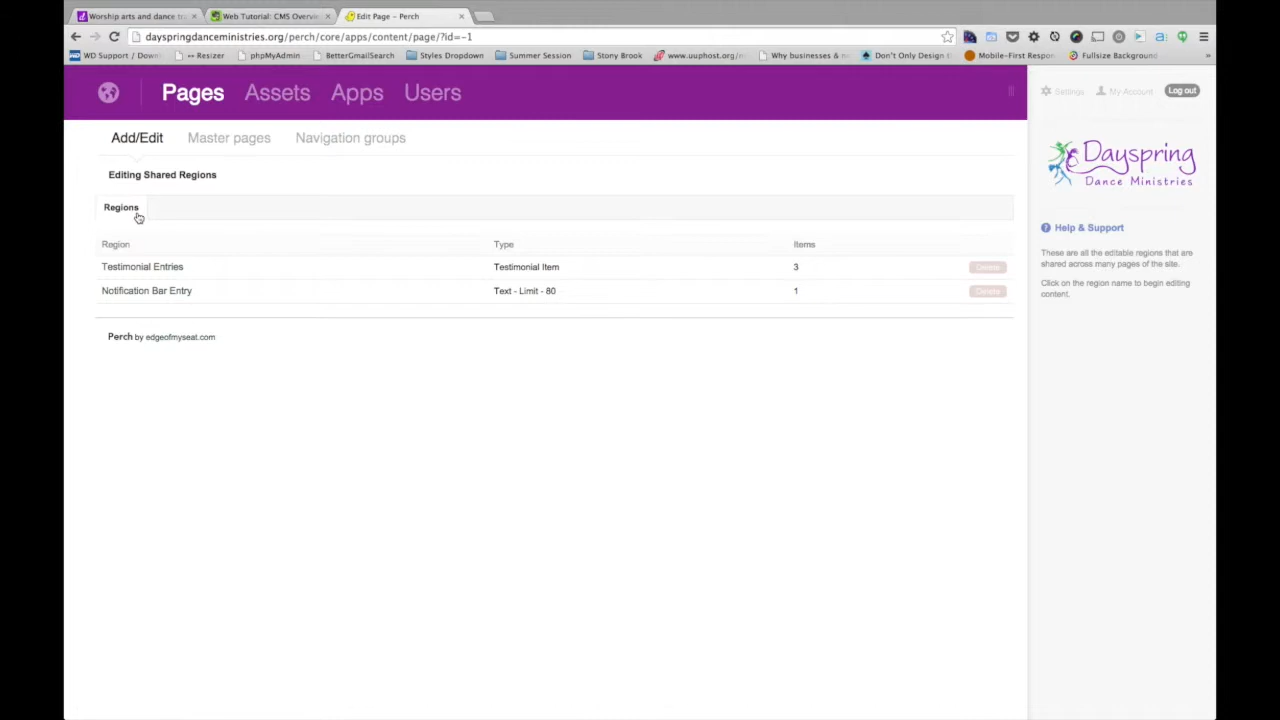 Worship arts and dance tr
Web Tutorial: CMS Overvie
Edit Page - Perch
dayspringdanceministries.org/perch/core/apps/content/page/?id=-1
WD Support / Down
↔ Resizer
phpMyAdmin
BetterGmailSearch
Styles Dropdown
Summer Session
Stony Brook
www.uuphost.org/
Why businesses &
Don't Only Design
Mobile-First Respon
Fullsize Background
»
Pages
Assets
Apps
Users
Settings
My Account
Log out
Add/Edit
Master pages
Navigation groups
Dayspring
Dance Ministries
Editing Shared Regions
Regions
Help & Support
These are all the editable regions that are
shared across many pages of the site.
Click on the region name to begin editing
content.
Region Type Items
Testimonial Entries Testimonial Item 3 Delete
Notification Bar Entry Text - Limit - 80 1 Delete
Perch by edgeofmyseat.com